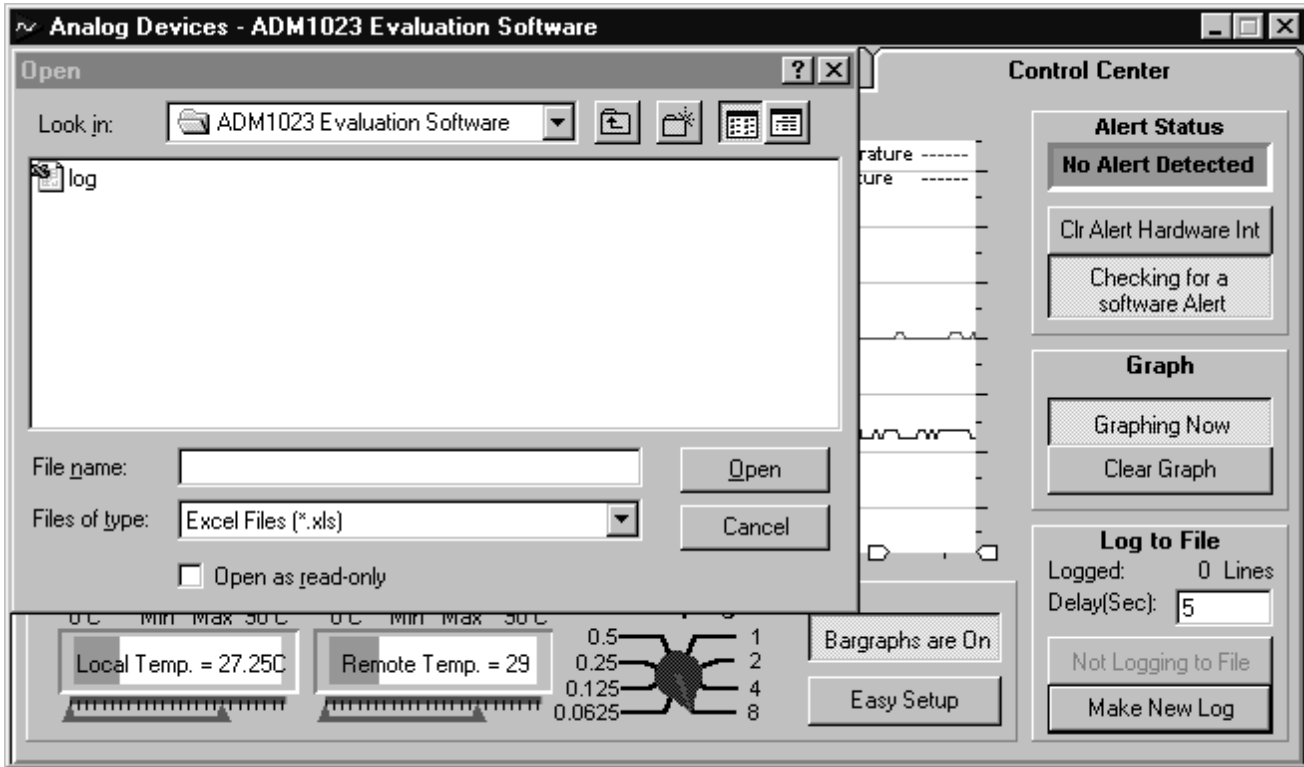 Analog Devices - ADM1023 Evaluation Software
Open
Look in:
ADM1023 Evaluation Software
log
File name:
Open
Files of type:
Excel Files (*.xls)
Cancel
Open as read-only
rature ------
ture ------
Control Center
Alert Status
No Alert Detected
Clr Alert Hardware Int
Checking for a
software Alert
Graph
Graphing Now
Clear Graph
Log to File
Logged: 0 Lines
Delay(Sec): 5
Not Logging to File
Make New Log
0°C Min Max 50°C
Local Temp. = 27.25C
0°C Min Max 50°C
Remote Temp. = 29
0.5 1
0.25 2
0.125 4
0.0625 8
Bargraphs are On
Easy Setup